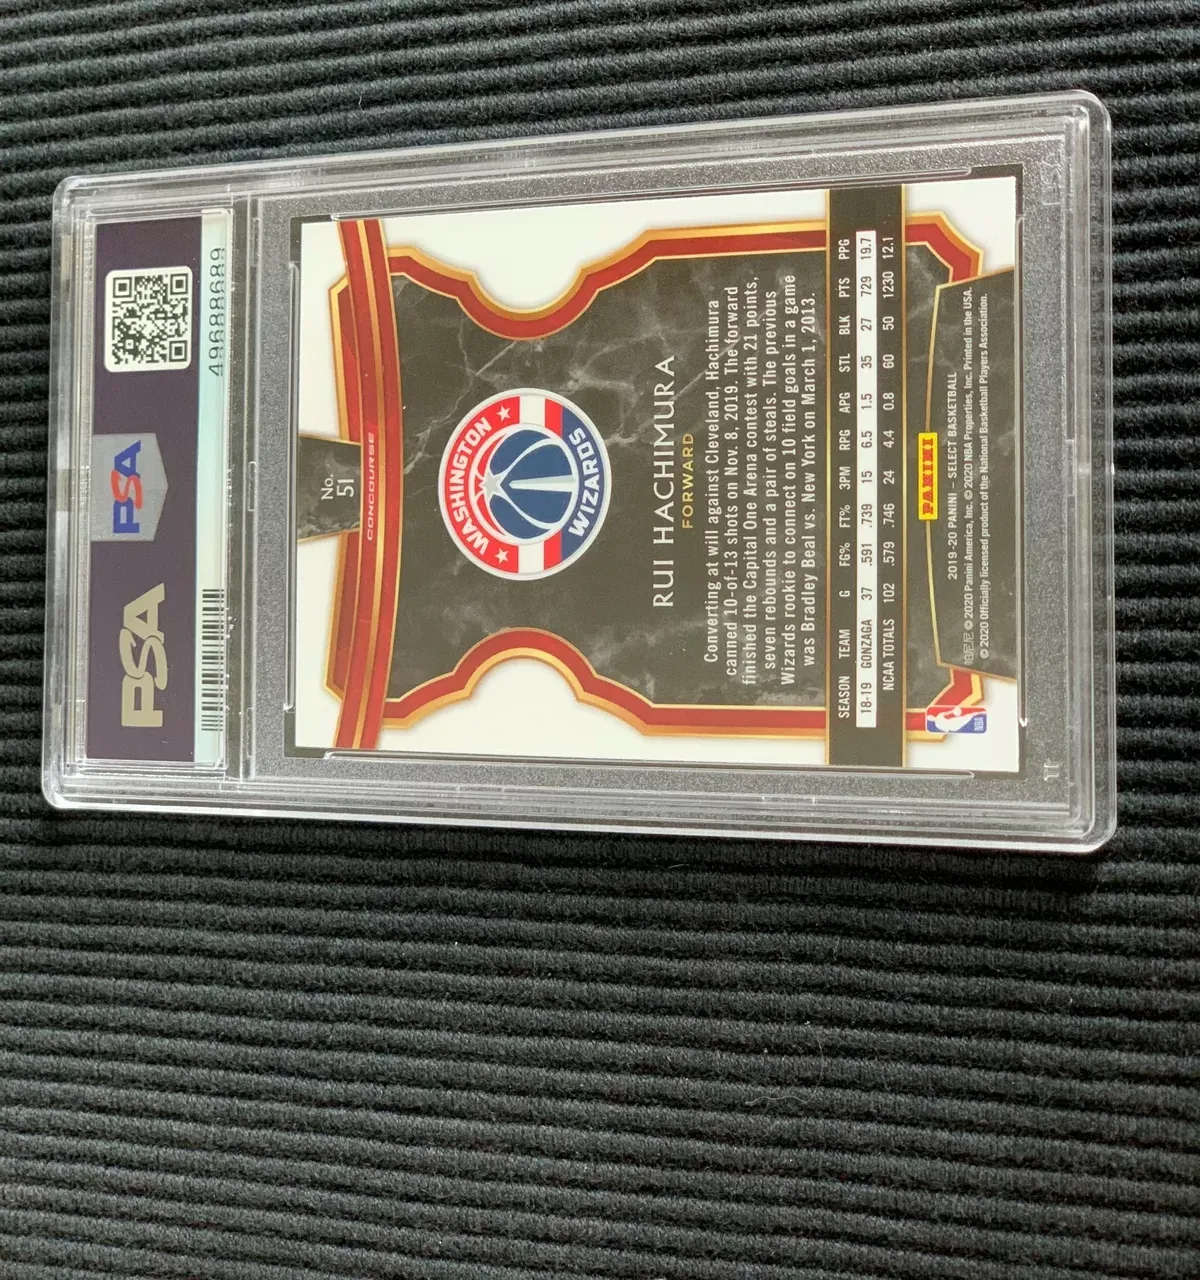 PSA
PSA
49688689
No.
51
CONCOURSE
WASHINGTON
WIZARDS
RUI HACHIMURA
FORWARD
Converting at will against Cleveland, Hachimura
canned 10-of-13 shots on Nov. 8, 2019. The forward
finished the Capital One Arena contest with 21 points,
seven rebounds and a pair of steals. The previous
Wizards rookie to connect on 10 field goals in a game
was Bradley Beal vs. New York on March 1, 2013.
SEASON TEAM G FG% FT% 3PM RPG APG STL BLK PTS PPG
18-19 GONZAGA 37 .591 .739 15 6.5 1.5 35 27 729 19.7
NCAA TOTALS 102 .579 .746 24 4.4 0.8 60 50 1230 12.1
PANINI
NBA
2019-20 PANINI – SELECT BASKETBALL
帕尼尼 © 2020 Panini America, Inc. © 2020 NBA Properties, Inc. Printed in the USA.
© 2020 Officially licensed product of the National Basketball Players Association.